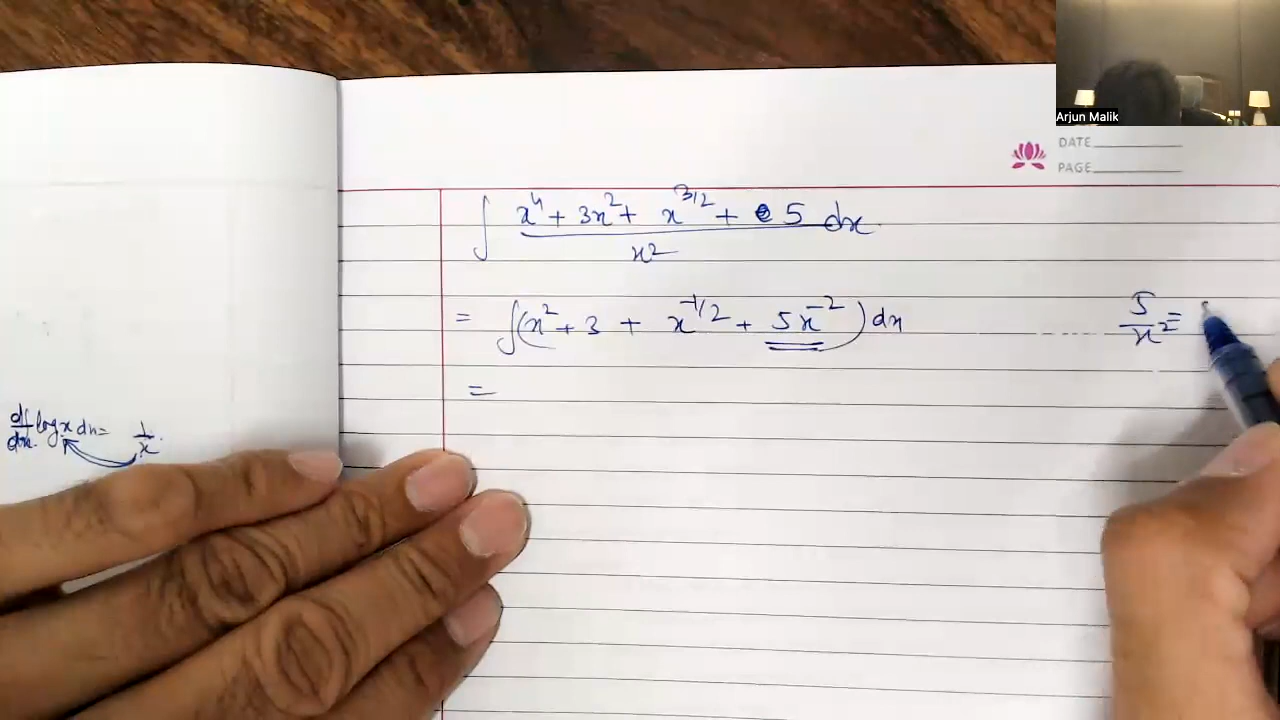 Arjun Malik
DATE
PAGE
∫ x⁴ + 3x² + x^3/2 + 5 dx
x²
= ∫(x² + 3 + x^-1/2 + 5x^-2) dx
5/x² =
=
d/dx log x dx = 1/x